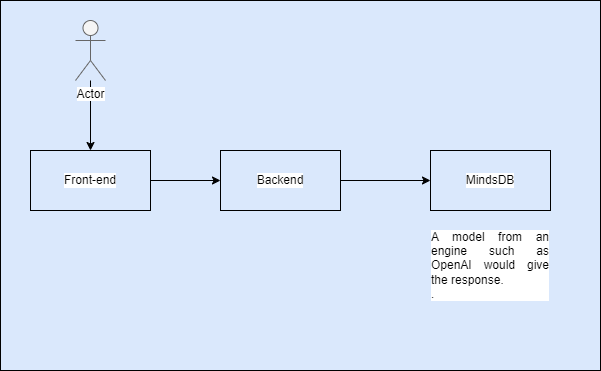 Actor
Front-end
Backend
MindsDB
A model from an
engine such as
OpenAI would give
the response.
.